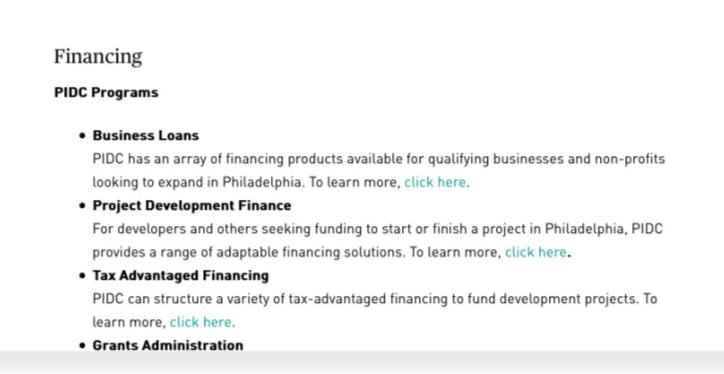 Financing
PIDC Programs
• Business Loans
PIDC has an array of financing products available for qualifying businesses and non-profits
looking to expand in Philadelphia. To learn more, click here.
• Project Development Finance
For developers and others seeking funding to start or finish a project in Philadelphia, PIDC
provides a range of adaptable financing solutions. To learn more, click here.
• Tax Advantaged Financing
PIDC can structure a variety of tax-advantaged financing to fund development projects. To
learn more, click here.
• Grants Administration